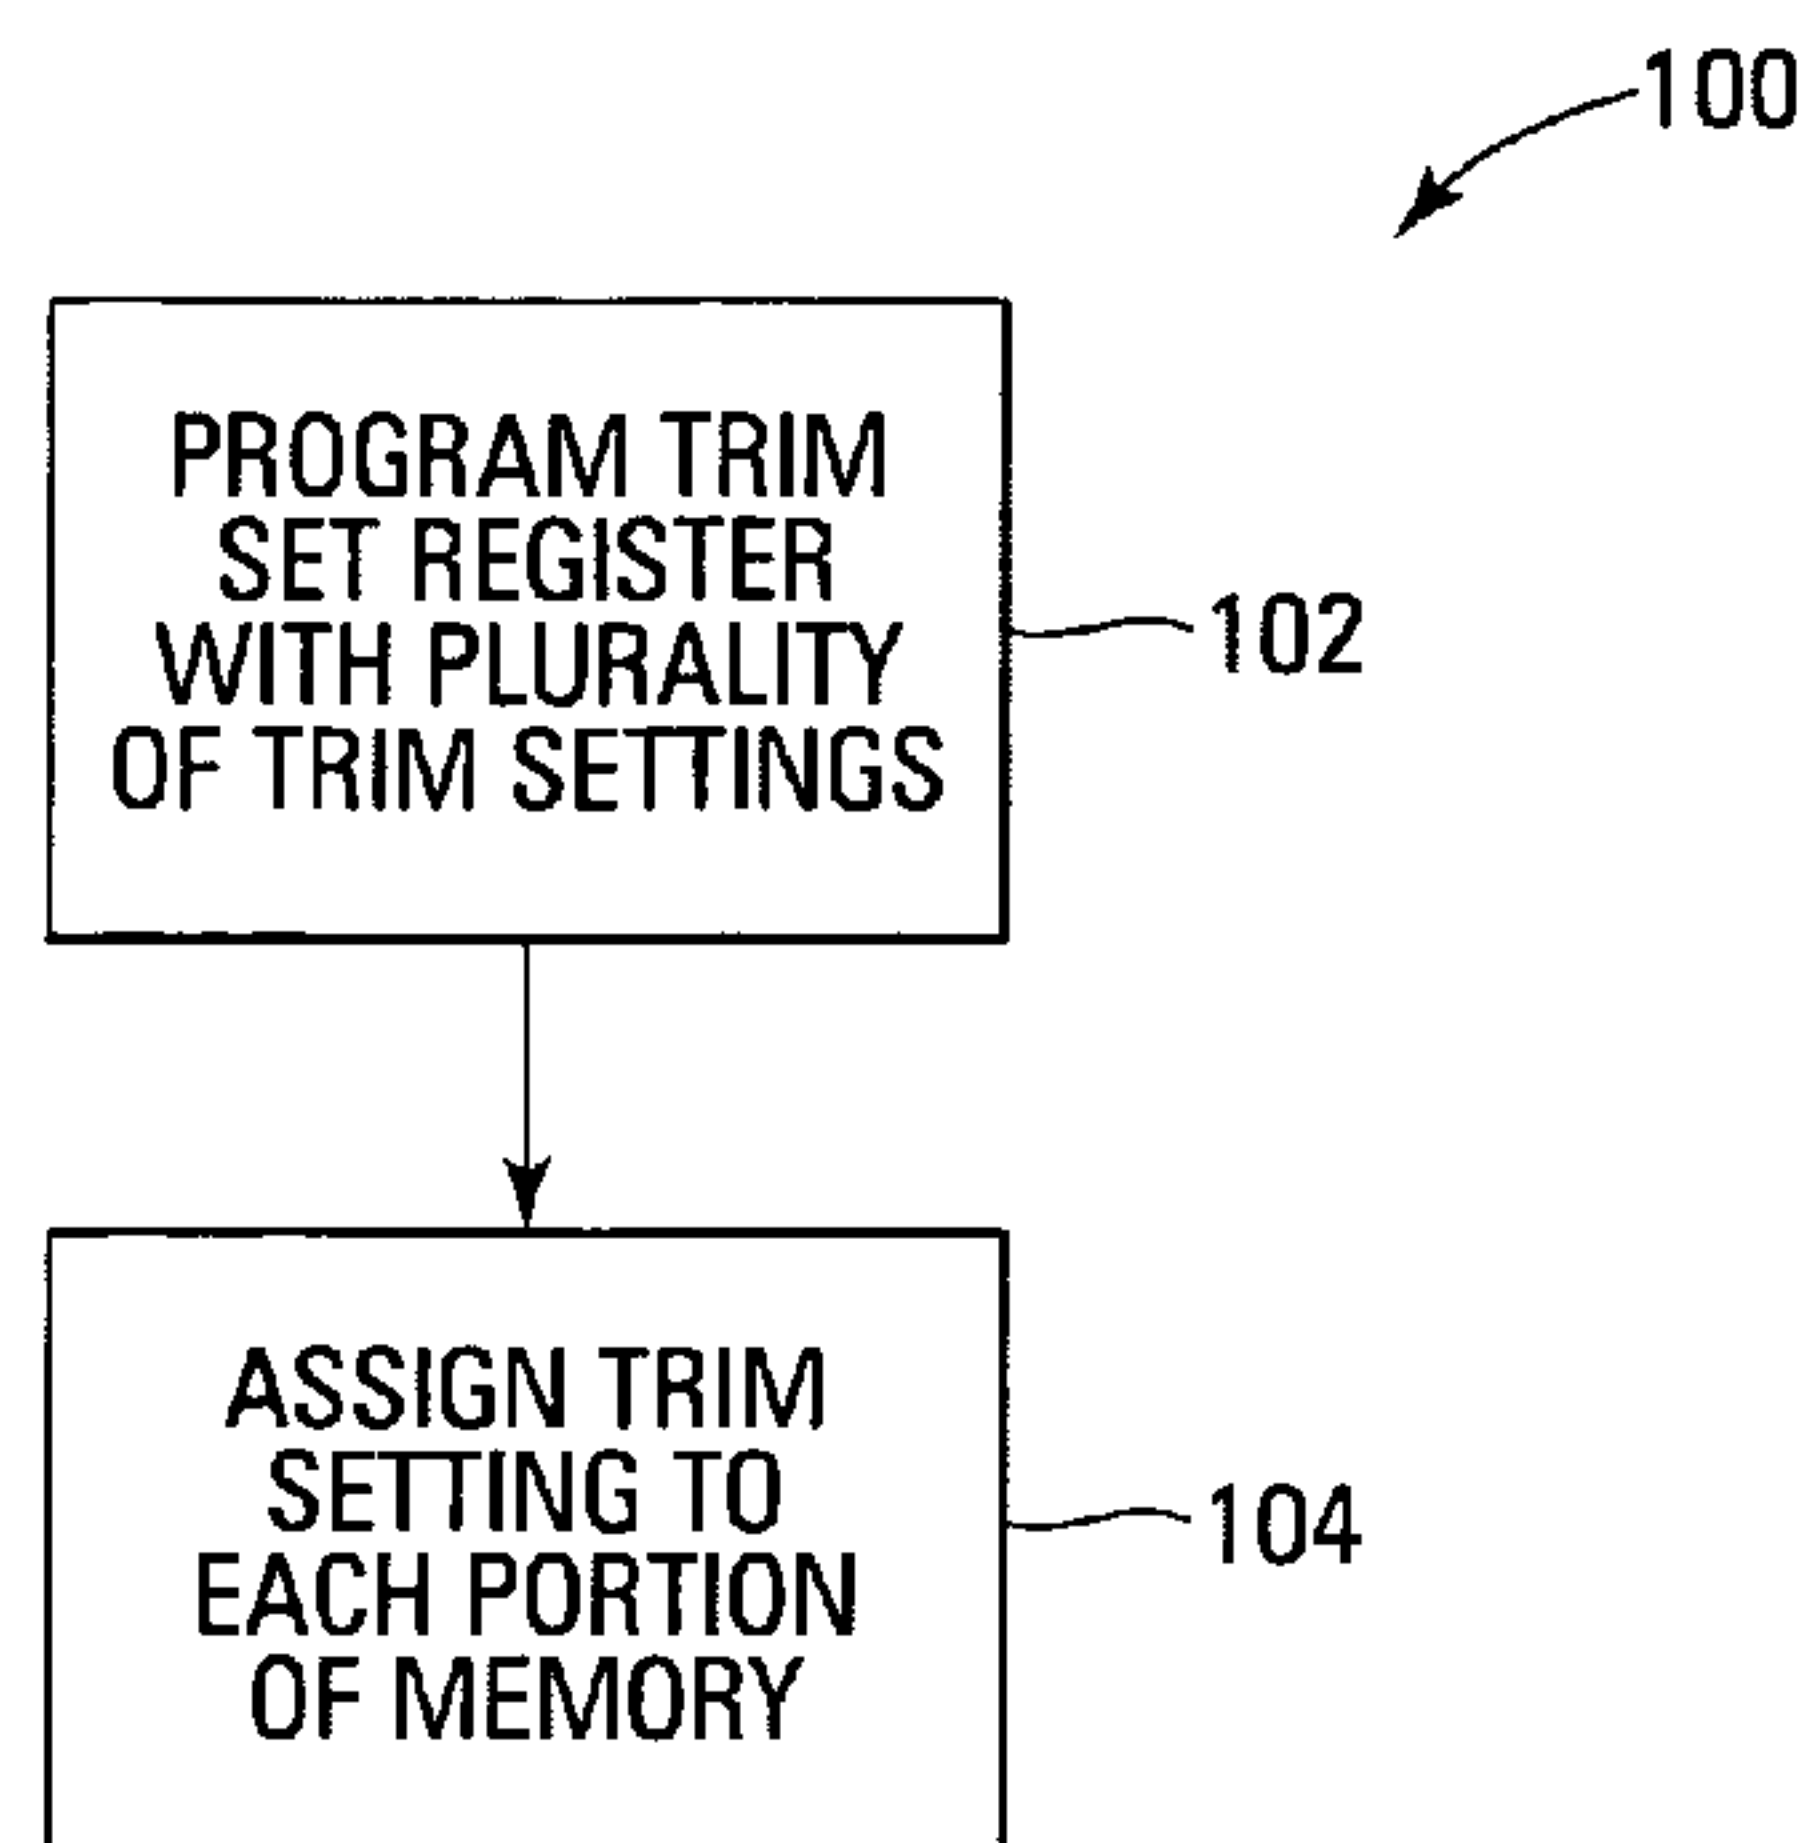 100
PROGRAM TRIM
SET REGISTER
WITH PLURALITY
OF TRIM SETTINGS
102
ASSIGN TRIM
SETTING TO
EACH PORTION
OF MEMORY
104